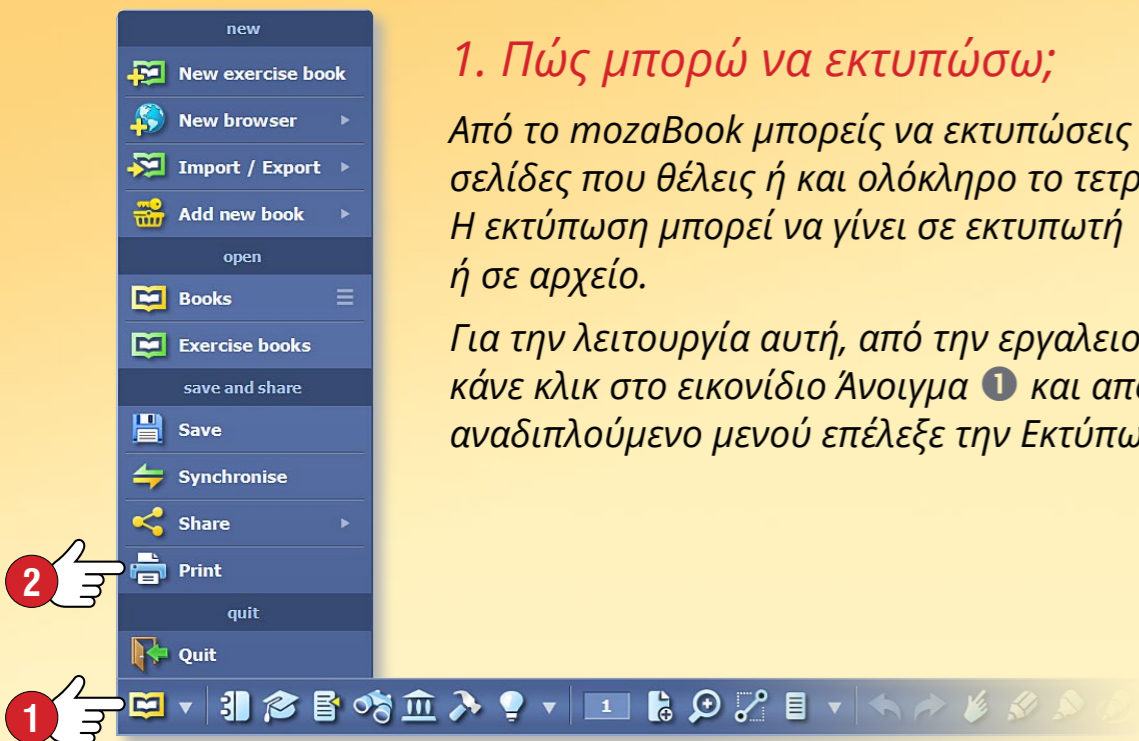 new
New exercise book
New browser
Import / Export
Add new book
open
Books
Exercise books
save and share
Save
Synchronise
Share
Print
quit
Quit
2
1
1
1. Πώς μπορώ να εκτυπώσω;
Από το mozaBook μπορείς να εκτυπώσεις
σελίδες που θέλεις ή και ολόκληρο το
Η εκτύπωση μπορεί να γίνει σε εκτυπωτή
ή σε αρχείο.
Για την λειτουργία αυτή, από την
κάνε κλικ στο εικονίδιο Άνοιγμα ❶ και
αναδιπλούμενο μενού επέλεξε την